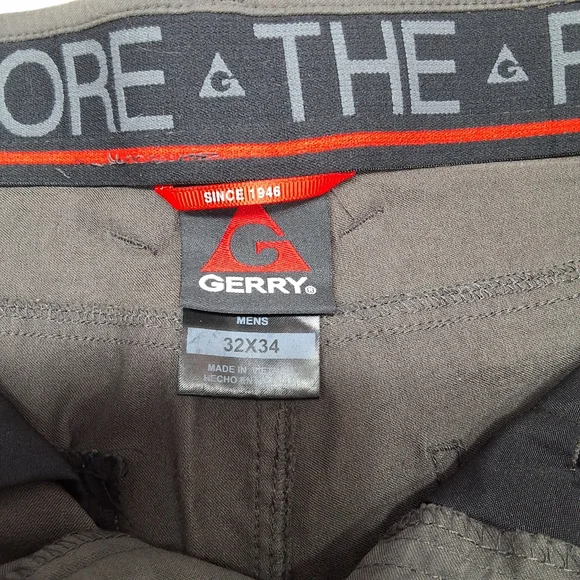 ORE G THE G
SINCE 1946
G
GERRY®
MENS
32X34
MADE IN
HECHO EN